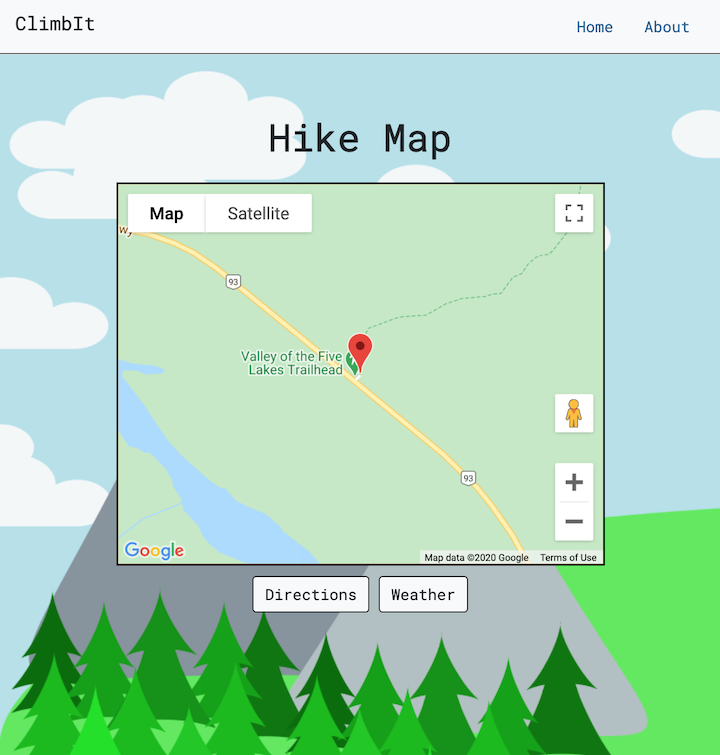 ClimbIt
Home About
Hike Map
Map Satellite
wy.
93
Valley of the Five
Lakes Trailhead
93
Google
Map data ©2020 Google Terms of Use
Directions Weather